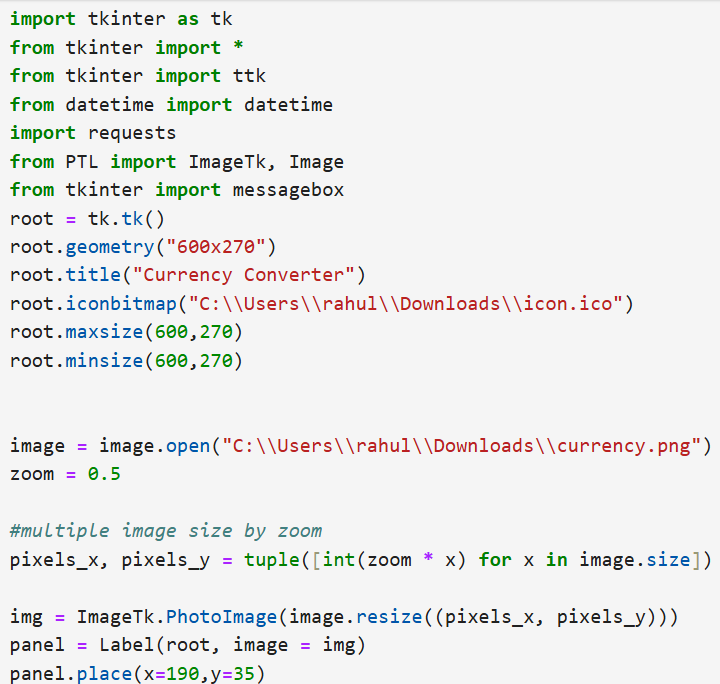 import tkinter as tk
from tkinter import *
from tkinter import ttk
from datetime import datetime
import requests
from PTL import ImageTk, Image
from tkinter import messagebox
root = tk.tk()
root.geometry("600x270")
root.title("Currency Converter")
root.iconbitmap("C:\\Users\\rahul\\Downloads\\icon.ico")
root.maxsize(600,270)
root.minsize(600,270)
image = image.open("C:\\Users\\rahul\\Downloads\\currency.png")
zoom = 0.5
#multiple image size by zoom
pixels_x, pixels_y = tuple([int(zoom * x) for x in image.size])
img = ImageTk.PhotoImage(image.resize((pixels_x, pixels_y)))
panel = Label(root, image = img)
panel.place(x=190,y=35)